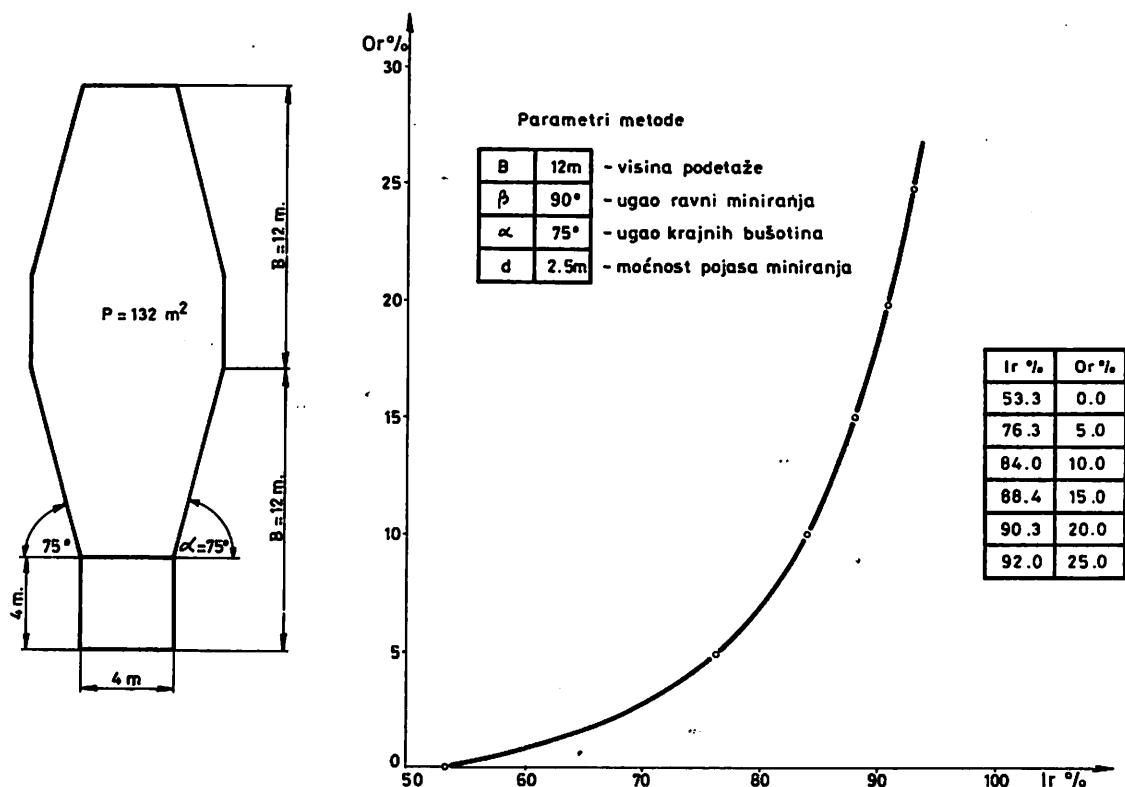 B = 12 m.
P = 132 m²
B = 12 m.
75°
α=75°
4 m.
4 m
Or %
30
25
20
15
10
5
0
50
60
70
80
90
100
Ir %
Parametri metode
B 12m - visina podetaže
β 90° - ugao ravni miniranja
α 75° - ugao krajnih bušotina
d 2.5m - moćnost pojasa miniranja
Ir % Or %
53.3 0.0
76.3 5.0
84.0 10.0
88.4 15.0
90.3 20.0
92.0 25.0